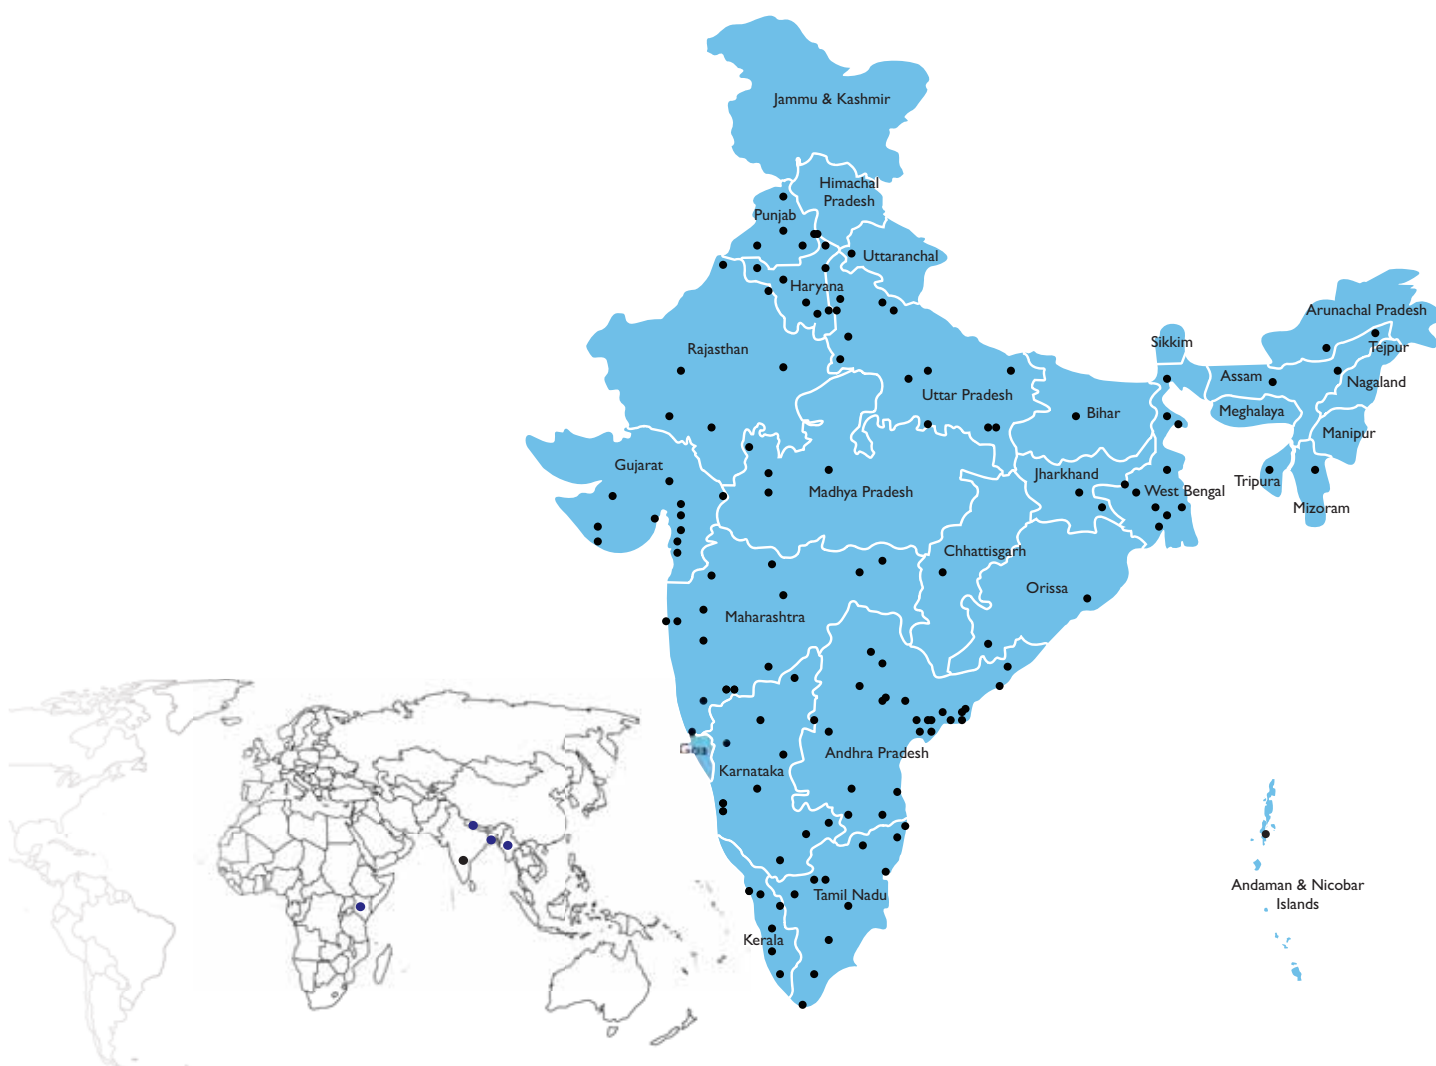 Jammu & Kashmir
Himachal
Pradesh
Punjab
Uttaranchal
Haryana
Arunachal Pradesh
Sikkim
Tejpur
Rajasthan
Assam
Nagaland
Uttar Pradesh
Bihar
Meghalaya
Manipur
Gujarat
Jharkhand
Tripura
Madhya Pradesh
West Bengal
Mizoram
Chhattisgarh
Orissa
Maharashtra
Goa
Andhra Pradesh
Karnataka
Andaman & Nicobar
Islands
Tamil Nadu
Kerala